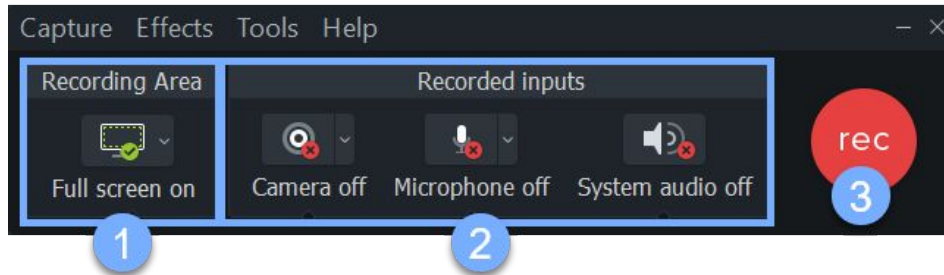 Capture Effects Tools Help
Recording Area
Recorded inputs
rec
Full screen on
Camera off
Microphone off
System audio off
1
2
3